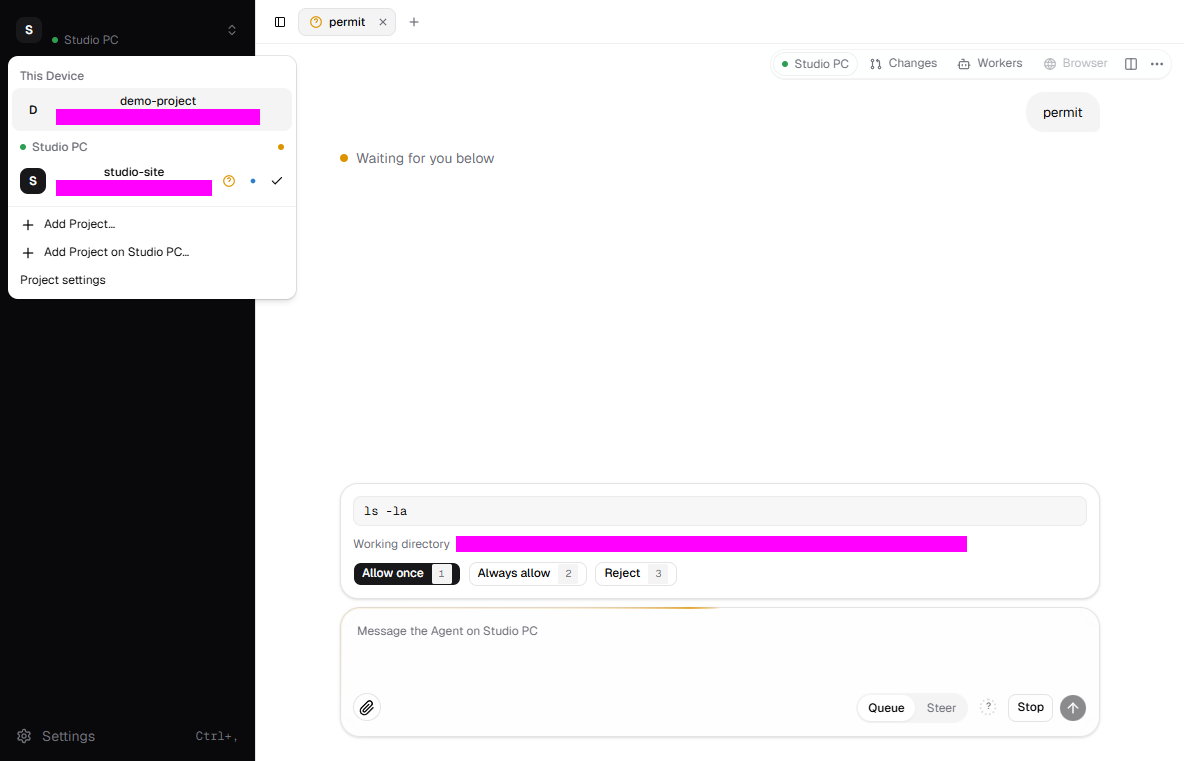 S
Studio PC
permit
This Device
D
demo-project
Studio PC
S
studio-site
Add Project…
Add Project on Studio PC…
Project settings
Studio PC
Changes
Workers
Browser
permit
Waiting for you below
ls -la
Working directory
Allow once 1
Always allow 2
Reject 3
Message the Agent on Studio PC
Queue
Steer
?
Stop
Settings
Ctrl+,